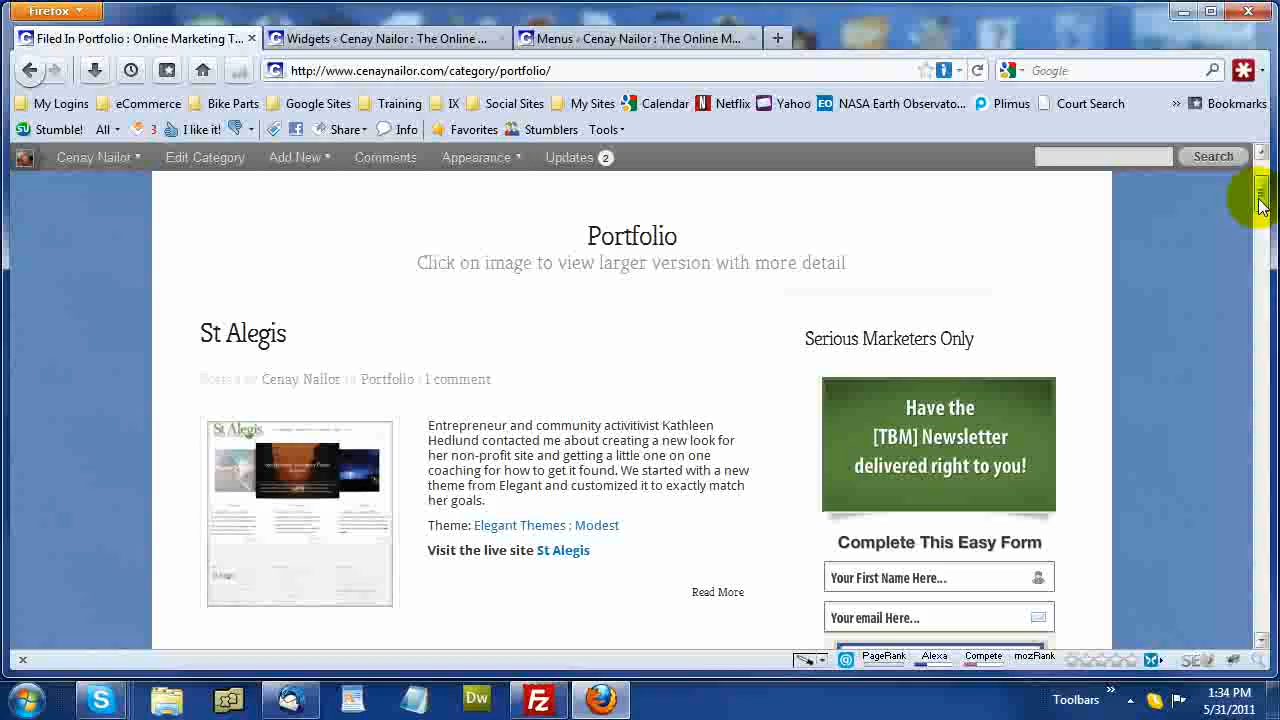 Firefox
Filed In Portfolio : Online Marketing T...
Widgets ‹ Cenay Nailor : The Online ...
Menus ‹ Cenay Nailor : The Online M...
http://www.cenaynailor.com/category/portfolio/
Google
My Logins eCommerce Bike Parts Google Sites Training IX Social Sites My Sites Calendar Netflix Yahoo EO NASA Earth Observato... Plimus Court Search » Bookmarks
Stumble! All 3 I like it! Share Info Favorites Stumblers Tools
Cenay Nailor Edit Category Add New Comments Appearance Updates 2 Search
Portfolio
Click on image to view larger version with more detail
St Alegis
Posted by Cenay Nailor in Portfolio | 1 comment
St Alegis
Entrepreneur and community activitivist Kathleen
Hedlund contacted me about creating a new look for
her non-profit site and getting a little one on one
coaching for how to get it found. We started with a new
theme from Elegant and customized it to exactly match
her goals.
Theme: Elegant Themes : Modest
Visit the live site St Alegis
Read More
Serious Marketers Only
Have the
[TBM] Newsletter
delivered right to you!
Complete This Easy Form
Your First Name Here...
Your email Here...
PageRank Alexa Compete mozRank
Dw
Toolbars »
1:34 PM
5/31/2011